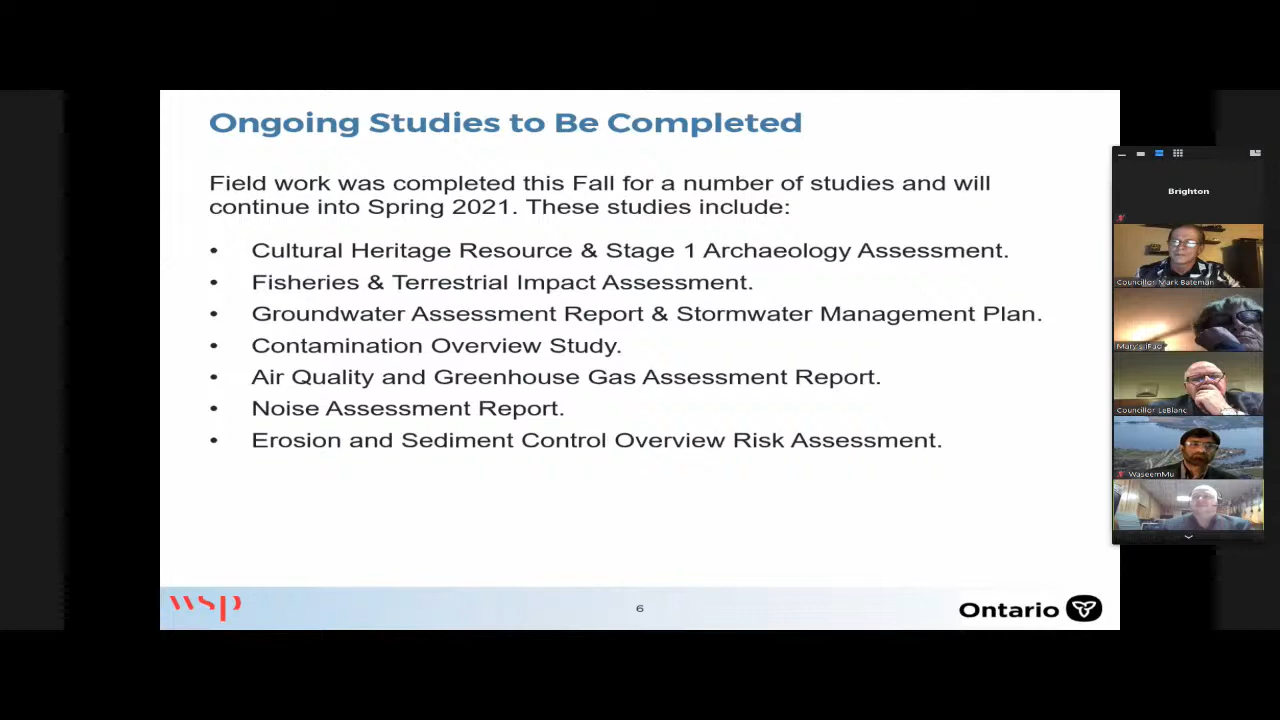 Ongoing Studies to Be Completed
Field work was completed this Fall for a number of studies and will
continue into Spring 2021. These studies include:
• Cultural Heritage Resource & Stage 1 Archaeology Assessment.
• Fisheries & Terrestrial Impact Assessment.
• Groundwater Assessment Report & Stormwater Management Plan.
• Contamination Overview Study.
• Air Quality and Greenhouse Gas Assessment Report.
• Noise Assessment Report.
• Erosion and Sediment Control Overview Risk Assessment.
wsp
6
Ontario
Brighton
Councillor Mark Bateman
Mary's iPad
Councillor LeBlanc
WaseemMu